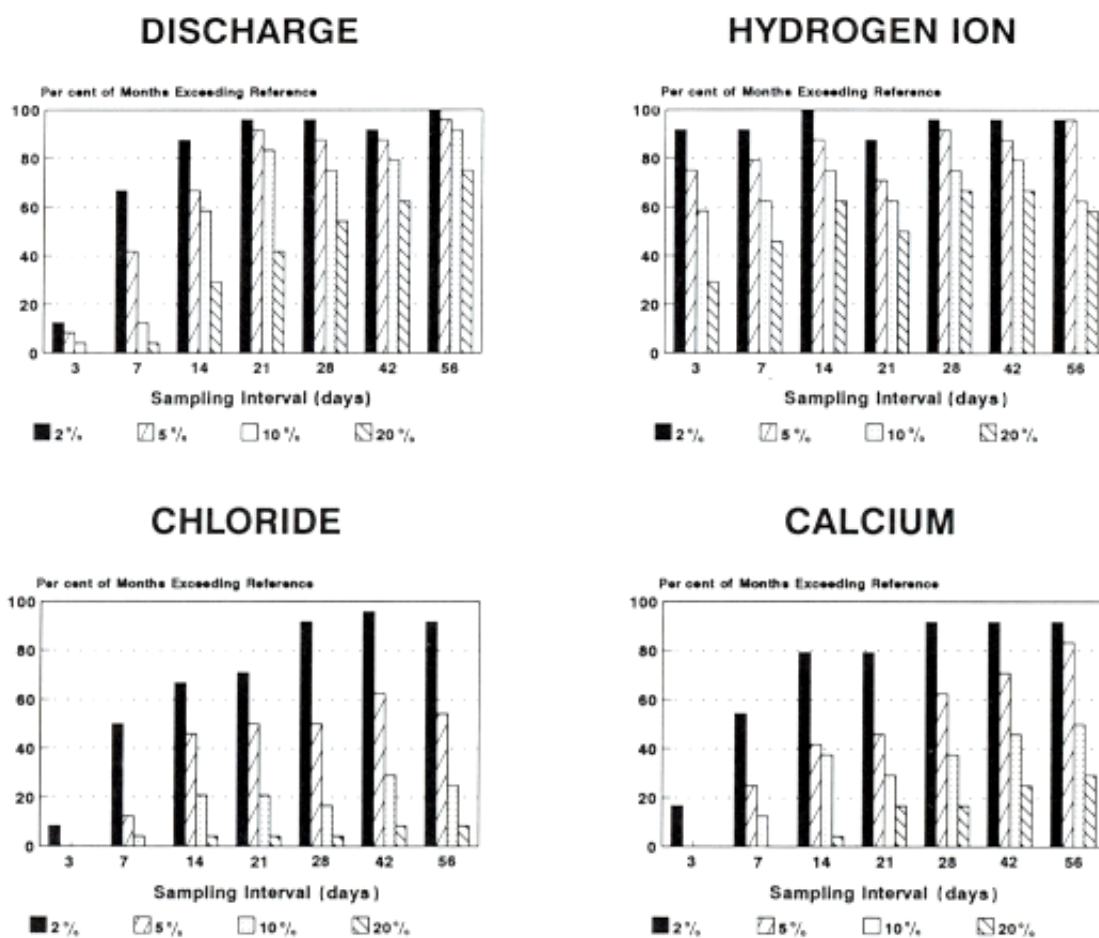 DISCHARGE
Per cent of Months Exceeding Reference
100
80
60
40
20
0
3 7 14 21 28 42 56
Sampling Interval (days)
2% 5% 10% 20%
HYDROGEN ION
Per cent of Months Exceeding Reference
100
80
60
40
20
0
3 7 14 21 28 42 56
Sampling Interval (days)
2% 5% 10% 20%
CHLORIDE
Per cent of Months Exceeding Reference
100
80
60
40
20
0
3 7 14 21 28 42 56
Sampling Interval (days)
2% 5% 10% 20%
CALCIUM
Per cent of Months Exceeding Reference
100
80
60
40
20
0
3 7 14 21 28 42 56
Sampling Interval (days)
2% 5% 10% 20%